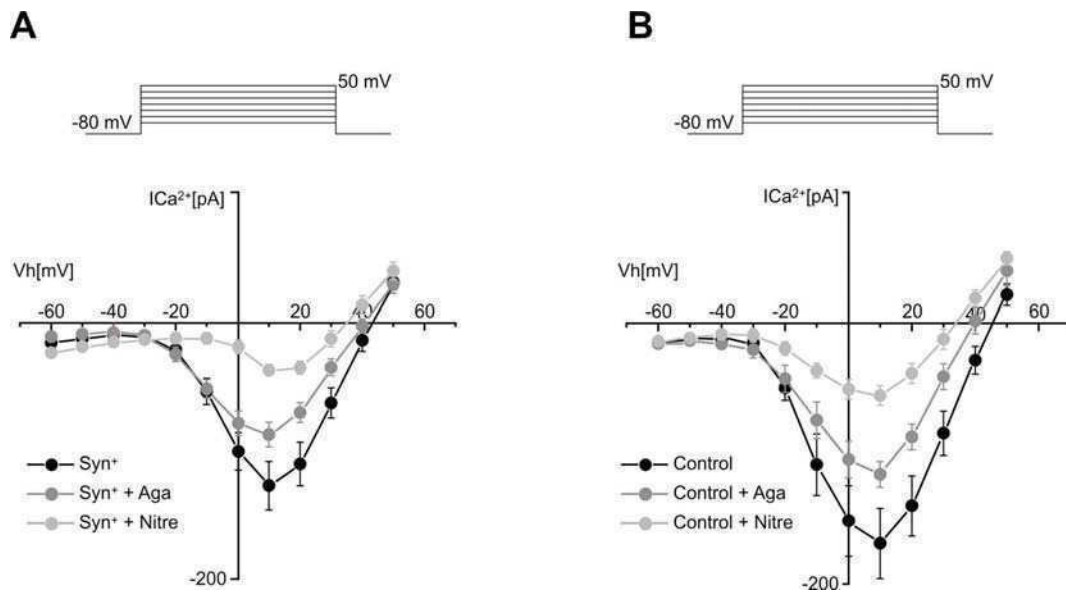 A
50 mV
-80 mV
ICa²⁺[pA]
Vh[mV]
-60 -40 -20 20 40 60
Syn⁺
Syn⁺ + Aga
Syn⁺ + Nitre
-200
B
50 mV
-80 mV
ICa²⁺[pA]
Vh[mV]
-60 -40 -20 20 40 60
Control
Control + Aga
Control + Nitre
-200